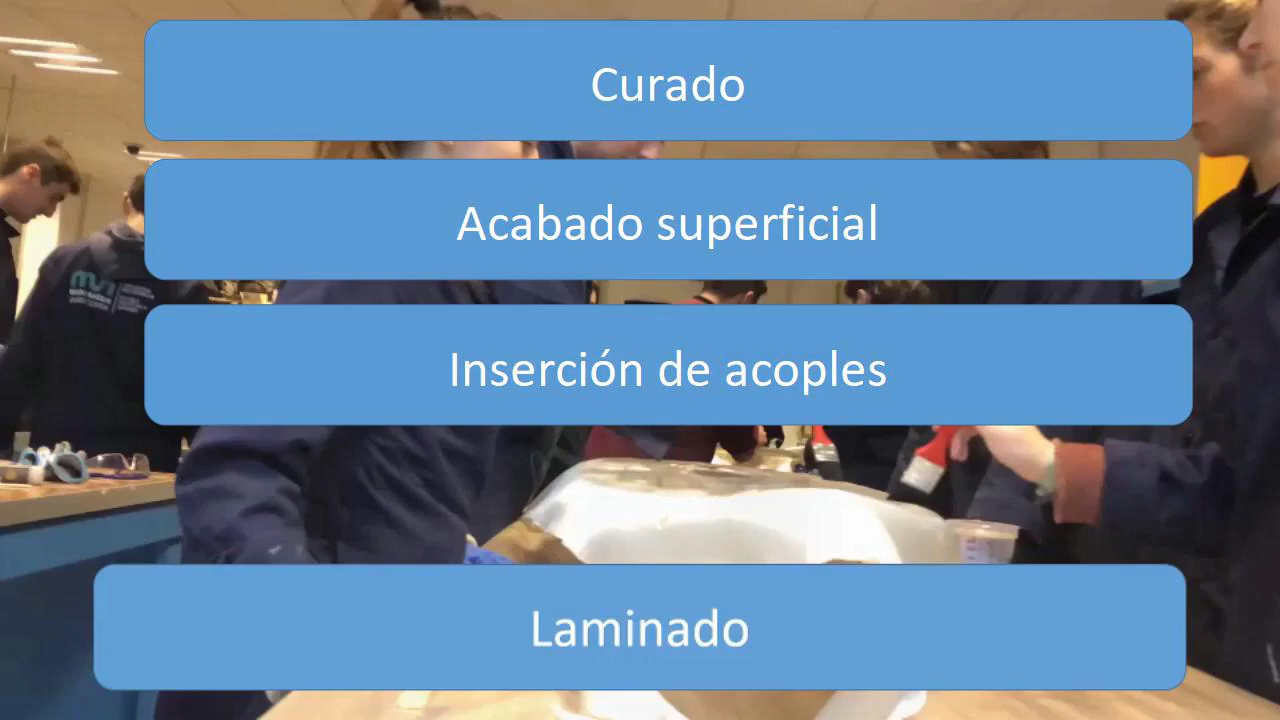 Curado
Acabado superficial
Inserción de acoples
Laminado